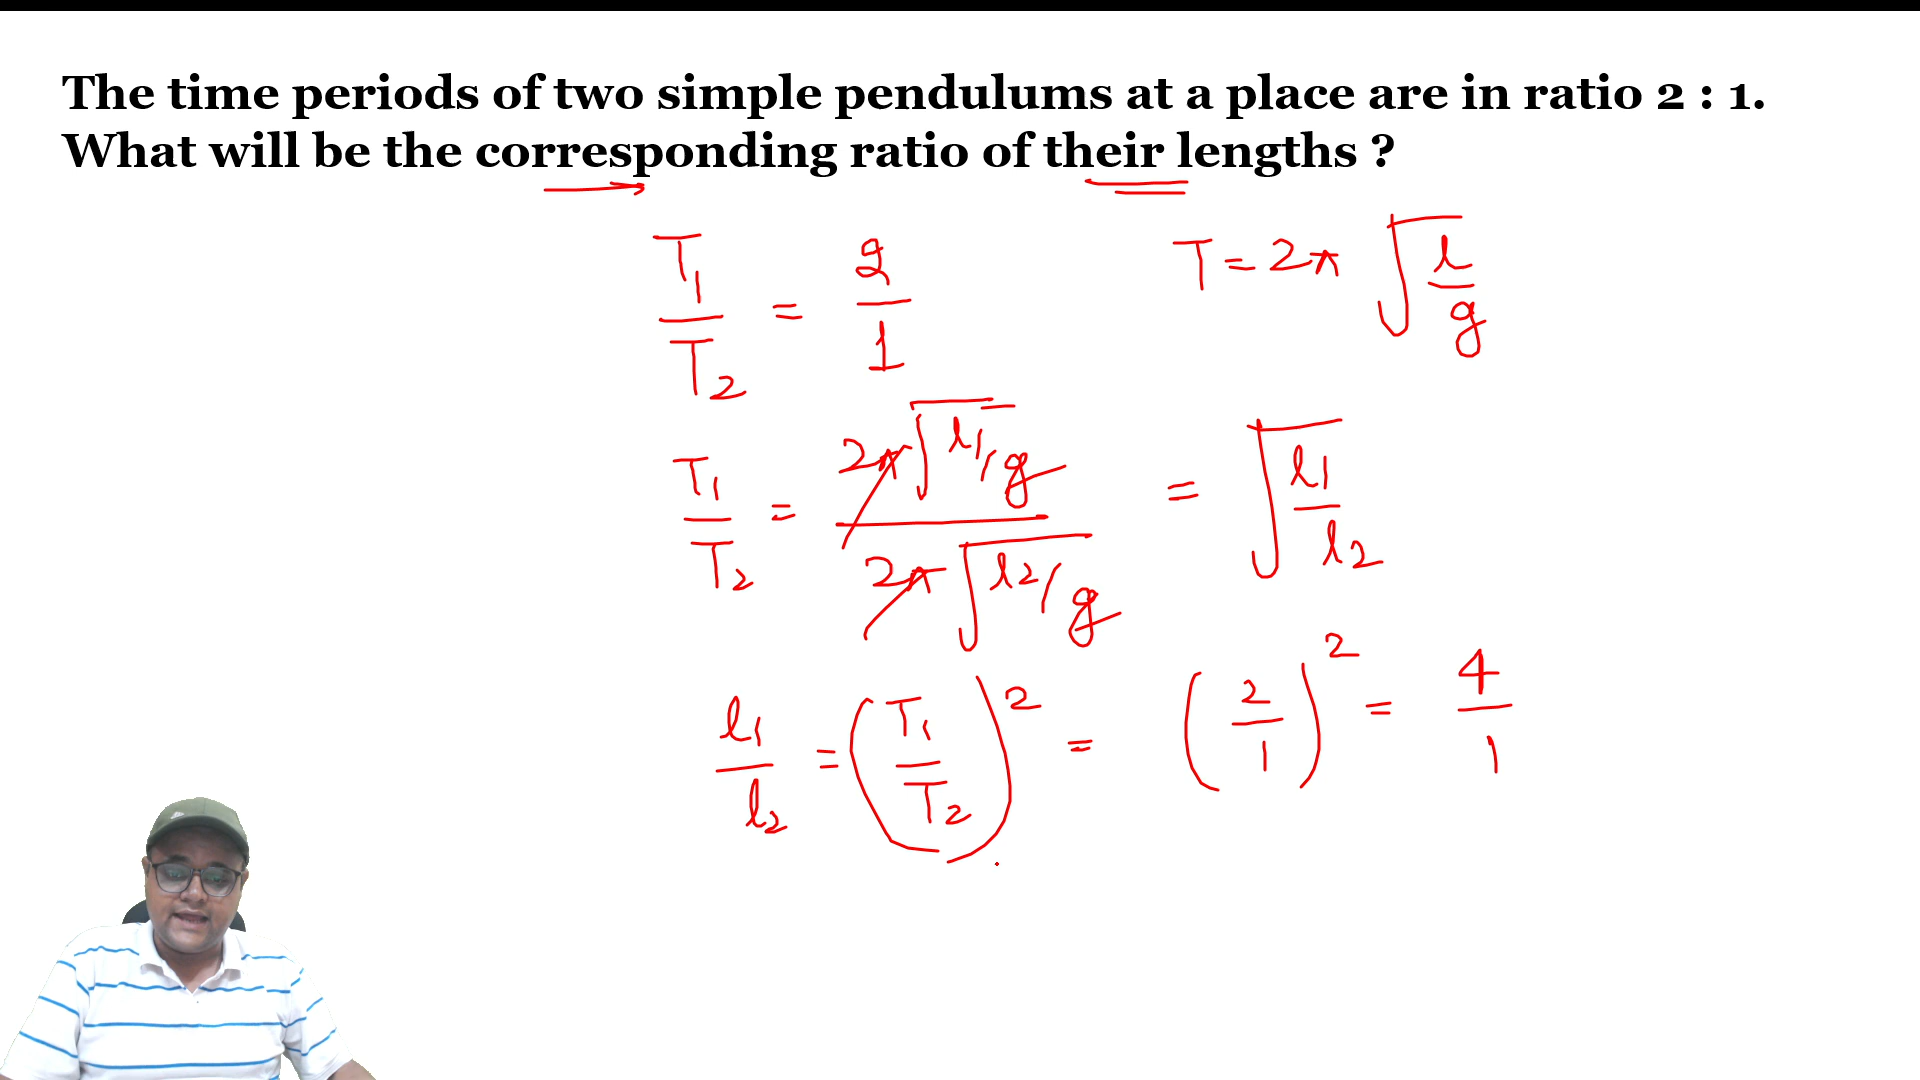 The time periods of two simple pendulums at a place are in ratio 2 : 1.
What will be the corresponding ratio of their lengths ?
T₁/T₂ = 2/1
T = 2π √(l/g)
T₁/T₂ = 2π√(l₁/g) / 2π√(l₂/g) = √(l₁/l₂)
l₁/l₂ = (T₁/T₂)² = (2/1)² = 4/1